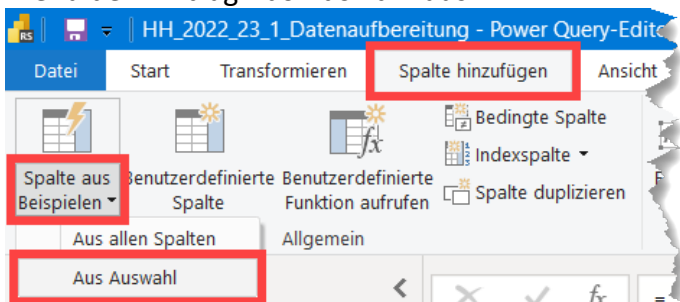 HH_2022_23_1_Datenaufbereitung - Power Query-Edito
Datei Start Transformieren Spalte hinzufügen Ansicht
Bedingte Spalte
Indexspalte
Spalte duplizieren
Spalte aus
Beispielen
Benutzerdefinierte
Spalte
Benutzerdefinierte
Funktion aufrufen
Aus allen Spalten
Allgemein
Aus Auswahl
fx =